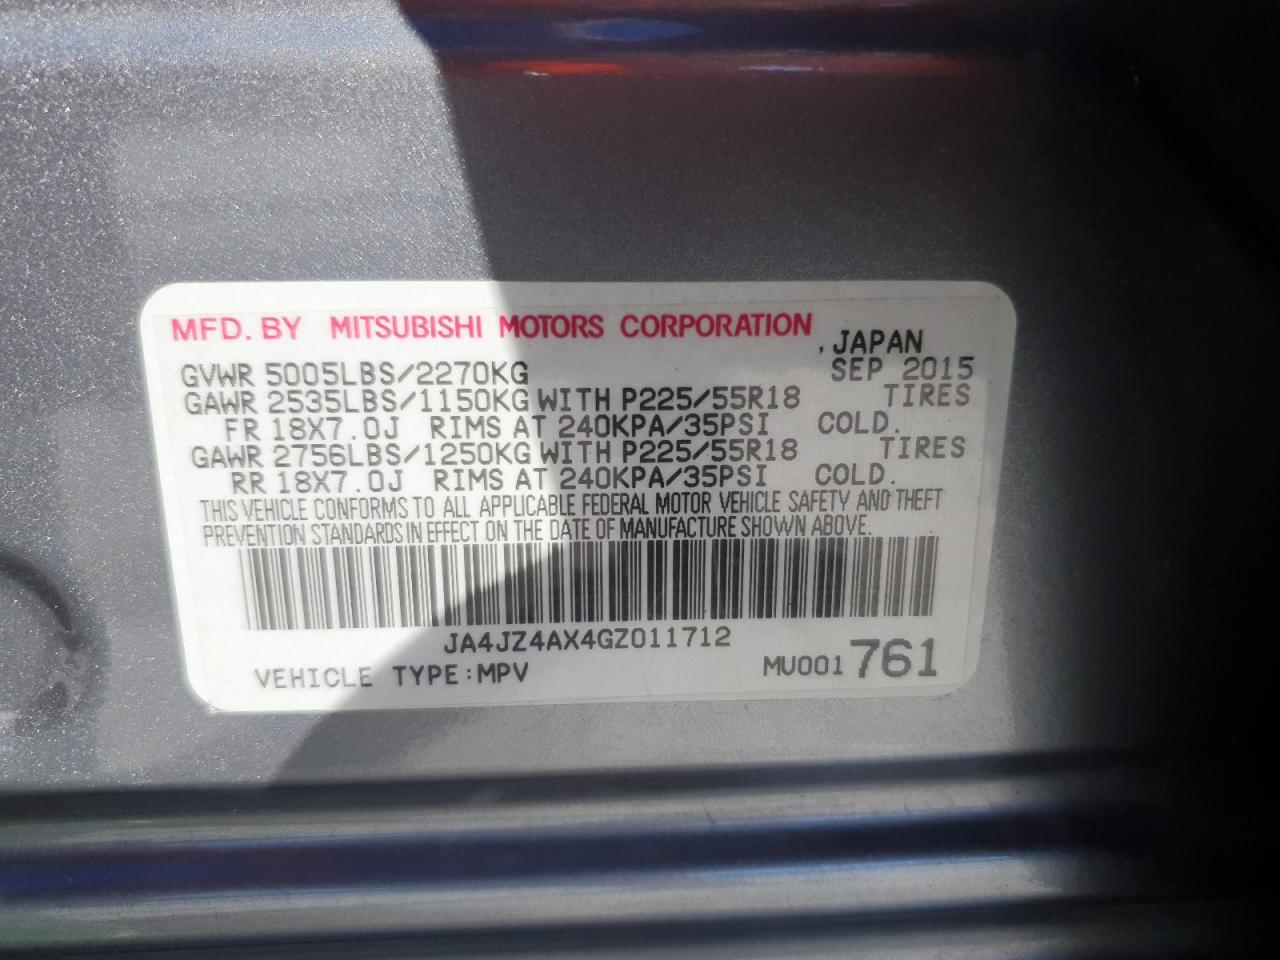 MFD. BY MITSUBISHI MOTORS CORPORATION , JAPAN
GVWR 5005LBS/2270KG SEP 2015
GAWR 2535LBS/1150KG WITH P225/55R18 TIRES
FR 18X7.0J RIMS AT 240KPA/35PSI COLD.
GAWR 2756LBS/1250KG WITH P225/55R18 TIRES
RR 18X7.0J RIMS AT 240KPA/35PSI COLD.
THIS VEHICLE CONFORMS TO ALL APPLICABLE FEDERAL MOTOR VEHICLE SAFETY AND THEFT
PREVENTION STANDARDS IN EFFECT ON THE DATE OF MANUFACTURE SHOWN ABOVE.
JA4JZ4AX4GZ011712
VEHICLE TYPE:MPV MU001 761